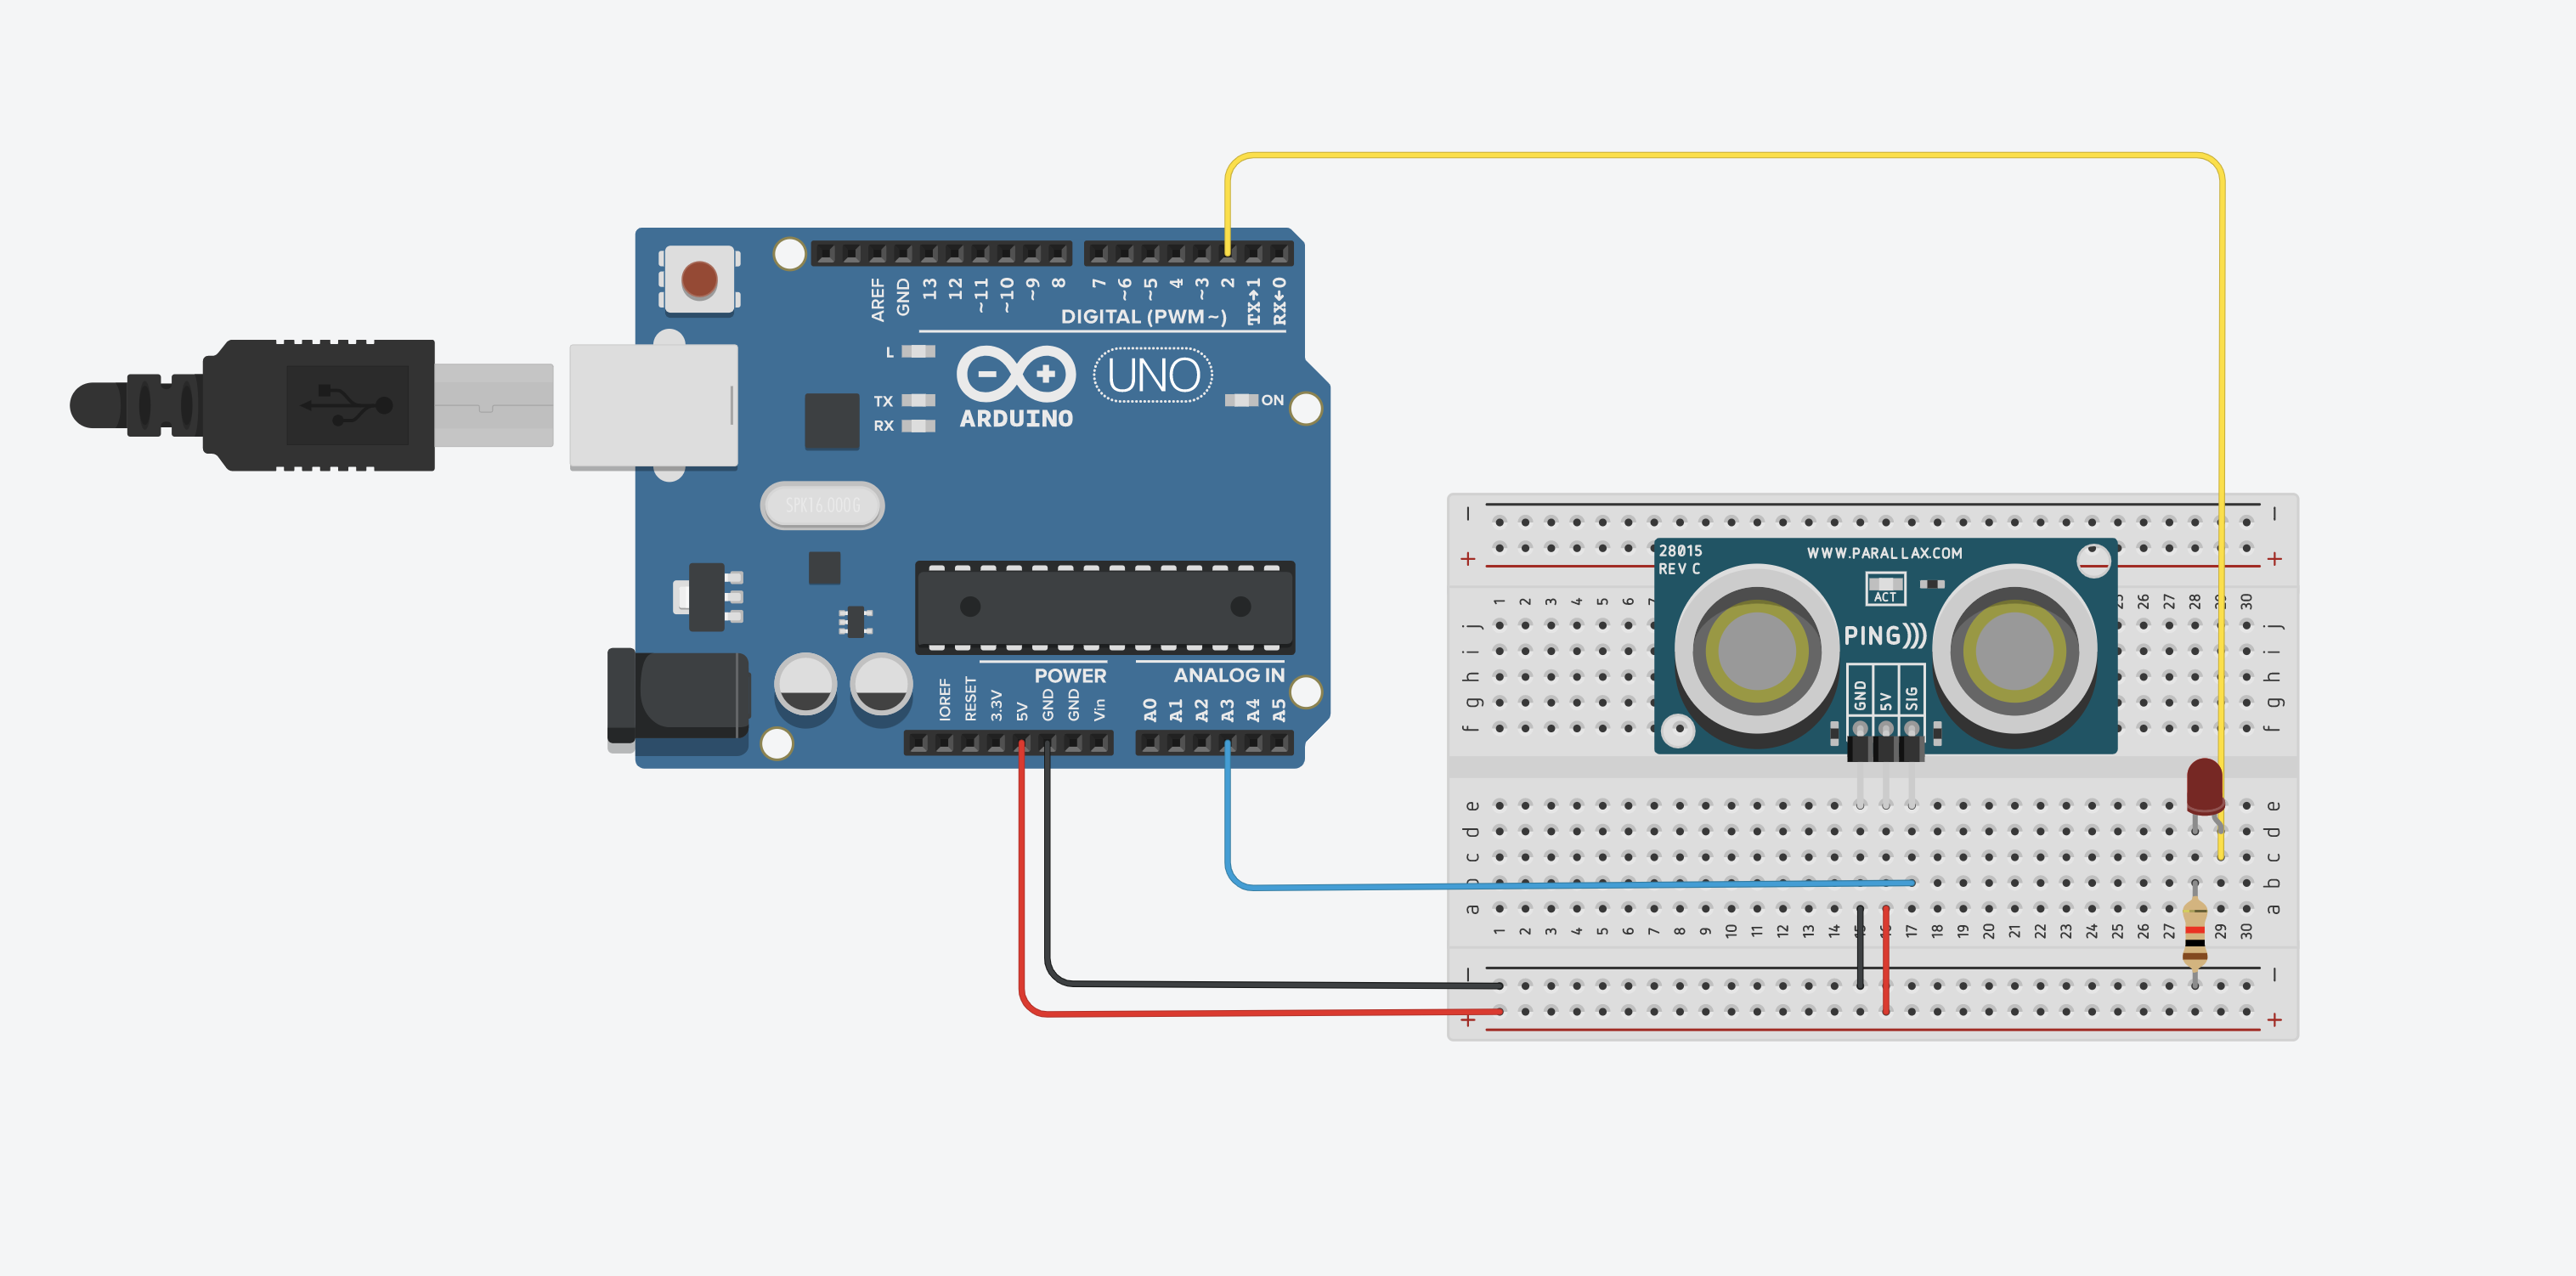 AREF
GND
13
12
~11
~10
~9
8
7
~6
~5
4
~3
2
TX→1
RX←0
DIGITAL (PWM ~)
L
TX
RX
ARDUINO
UNO
ON
SPK16.000G
POWER
ANALOG IN
IOREF
RESET
3.3V
5V
GND
GND
Vin
A0
A1
A2
A3
A4
A5
28015
REV C
WWW.PARALLAX.COM
ACT
PING)))
GND
5V
SIG
− −
+ +
1 2 3 4 5 6 26 27 28 30
j j
i i
h h
g g
f f
e e
d d
c c
b
a a
1 2 3 4 5 6 7 8 9 10 11 12 13 14 15 16 17 18 19 20 21 22 23 24 25 26 27 29 30
− −
+ +